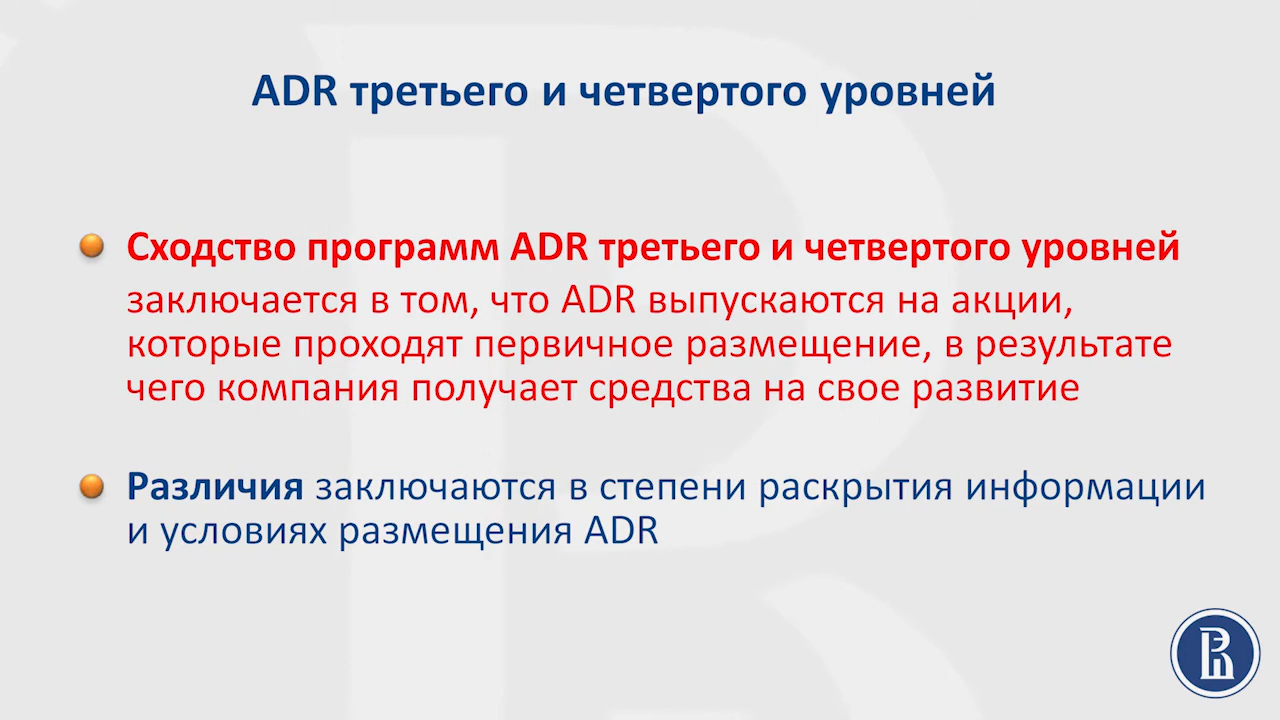 ADR третьего и четвертого уровней
Сходство программ ADR третьего и четвертого уровней
заключается в том, что ADR выпускаются на акции,
которые проходят первичное размещение, в результате
чего компания получает средства на свое развитие
Различия заключаются в степени раскрытия информации
и условиях размещения ADR